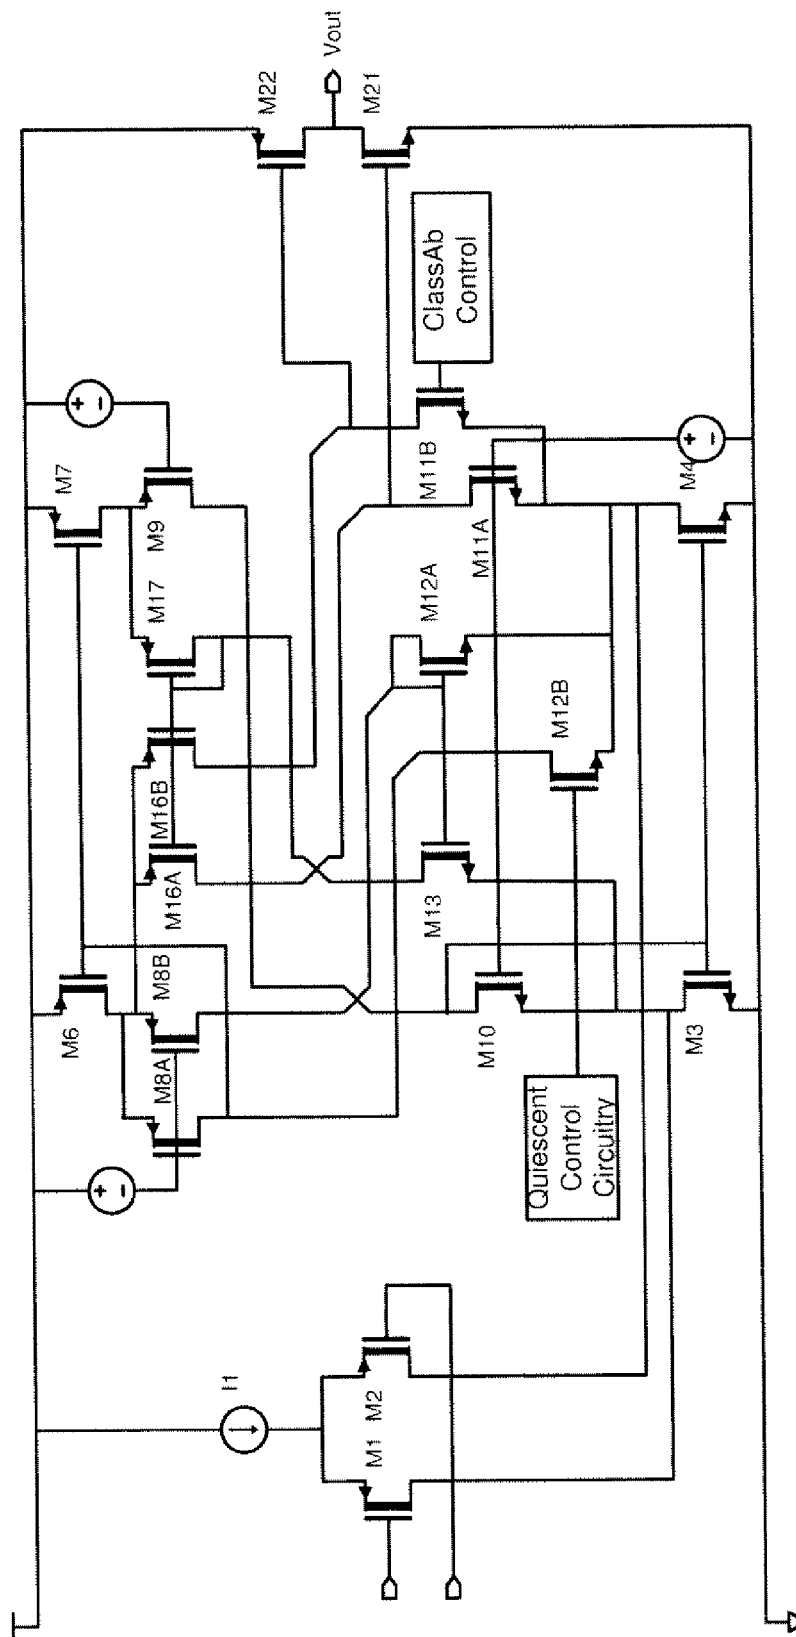 I1
M1
M2
M6
M7
M8A
M8B
M16A
M16B
M17
M9
M10
M13
M12A
M12B
M11A
M11B
M3
M4
Quiescent
Control
Circuitry
ClassAb
Control
M22
M21
Vout